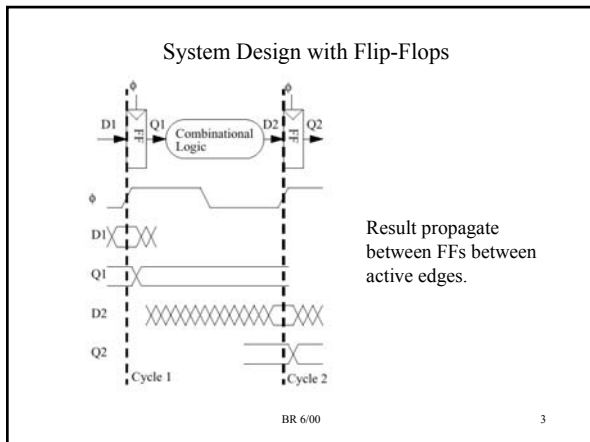 System Design with Flip-Flops
ϕ ϕ
D1 Q1 D2 Q2
FF Combinational Logic FF
ϕ
D1
Q1
D2
Q2
Cycle 1 Cycle 2
Result propagate
between FFs between
active edges.
BR 6/00 3